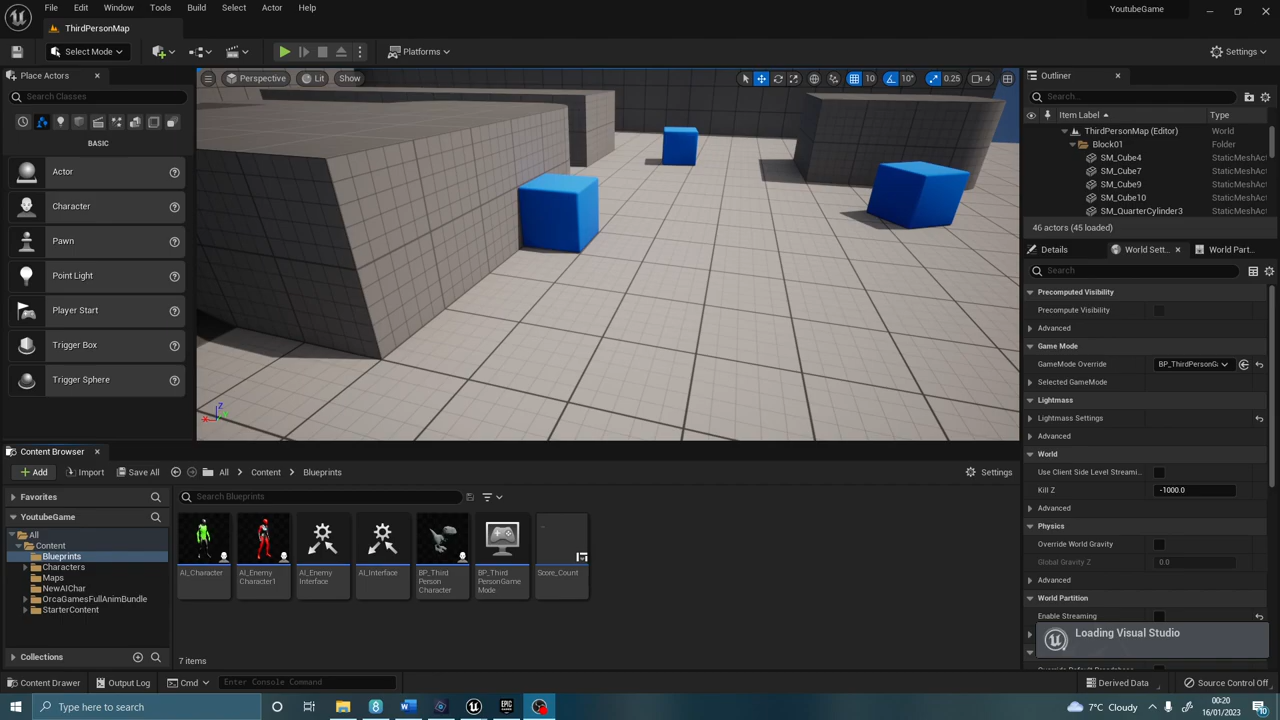 File Edit Window Tools Build Select Actor Help
YoutubeGame
ThirdPersonMap
Select Mode
Platforms
Settings
Place Actors
Search Classes
BASIC
Actor
Character
Pawn
Point Light
Player Start
Trigger Box
Trigger Sphere
Perspective Lit Show
10 10° 0.25 4
Z
X
Outliner
Search...
Item Label Type
ThirdPersonMap (Editor) World
Block01 Folder
SM_Cube4 StaticMeshAct
SM_Cube7 StaticMeshAct
SM_Cube9 StaticMeshAct
SM_Cube10 StaticMeshAct
SM_QuarterCylinder3 StaticMeshAct
46 actors (45 loaded)
Details World Sett... World Part...
Search
Precomputed Visibility
Precompute Visibility
Advanced
Game Mode
GameMode Override BP_ThirdPersonGa
Selected GameMode
Lightmass
Lightmass Settings
Advanced
World
Use Client Side Level Streami...
Kill Z -1000.0
Advanced
Physics
Override World Gravity
Global Gravity Z 0.0
Advanced
World Partition
Enable Streaming
Loading Visual Studio
Content Browser
Add Import Save All All Content Blueprints Settings
Favorites
Search Blueprints
YoutubeGame
All
Content
Blueprints
Characters
Maps
NewAIChar
OrcaGamesFullAnimBundle
StarterContent
Collections
AI_Character
AI_Enemy Character1
AI_Enemy Interface
AI_Interface
BP_Third Person Character
BP_Third PersonGame Mode
Score_Count
7 items
Content Drawer Output Log Cmd Enter Console Command Derived Data Source Control Off
Type here to search
7°C Cloudy
00:20
16/01/2023